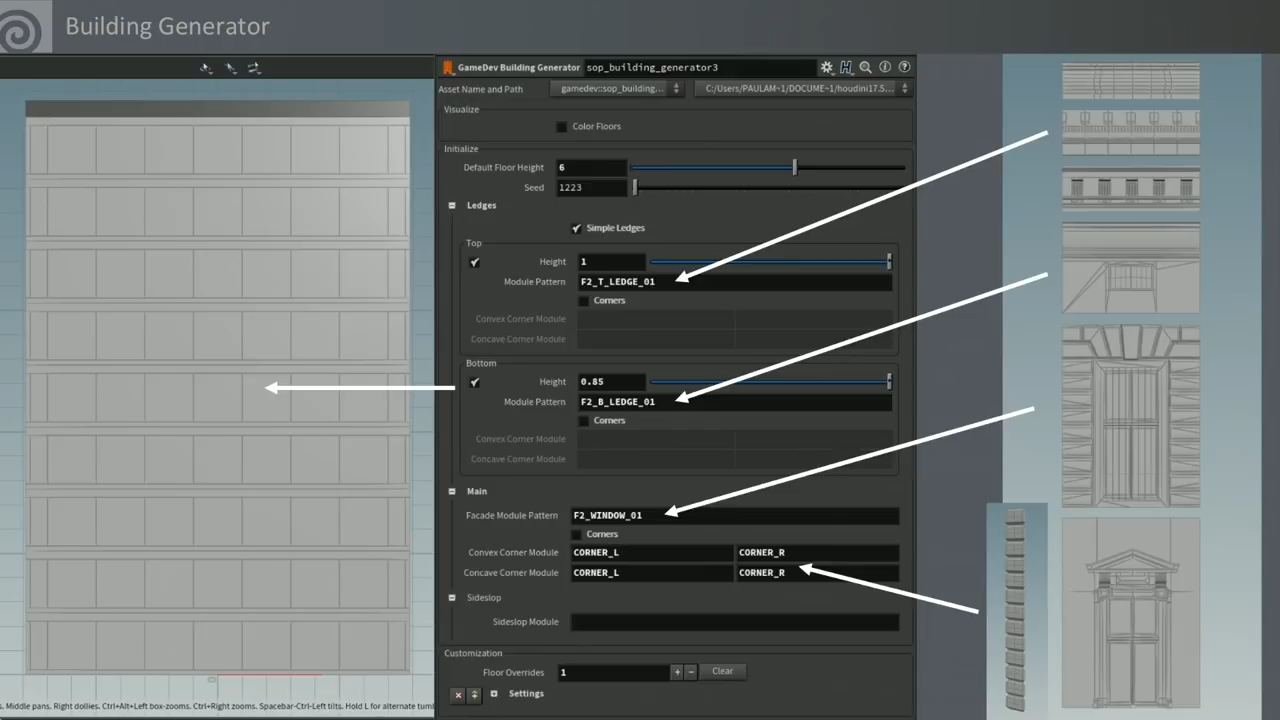 Building Generator
GameDev Building Generator sop_building_generator3
Asset Name and Path gamedev::sop_building... C:/Users/PAULAM~1/DOCUME~1/houdini17.5...
Visualize
Color Floors
Initialize
Default Floor Height 6
Seed 1223
Ledges
Simple Ledges
Top
Height 1
Module Pattern F2_T_LEDGE_01
Corners
Convex Corner Module
Concave Corner Module
Bottom
Height 0.85
Module Pattern F2_B_LEDGE_01
Corners
Convex Corner Module
Concave Corner Module
Main
Facade Module Pattern F2_WINDOW_01
Corners
Convex Corner Module CORNER_L CORNER_R
Concave Corner Module CORNER_L CORNER_R
Sideslop
Sideslop Module
Customization
Floor Overrides 1 + − Clear
Settings
s. Middle pans. Right dollies. Ctrl+Alt+Left box-zooms. Ctrl+Right zooms. Spacebar-Ctrl-Left tilts. Hold L for alternate tumb